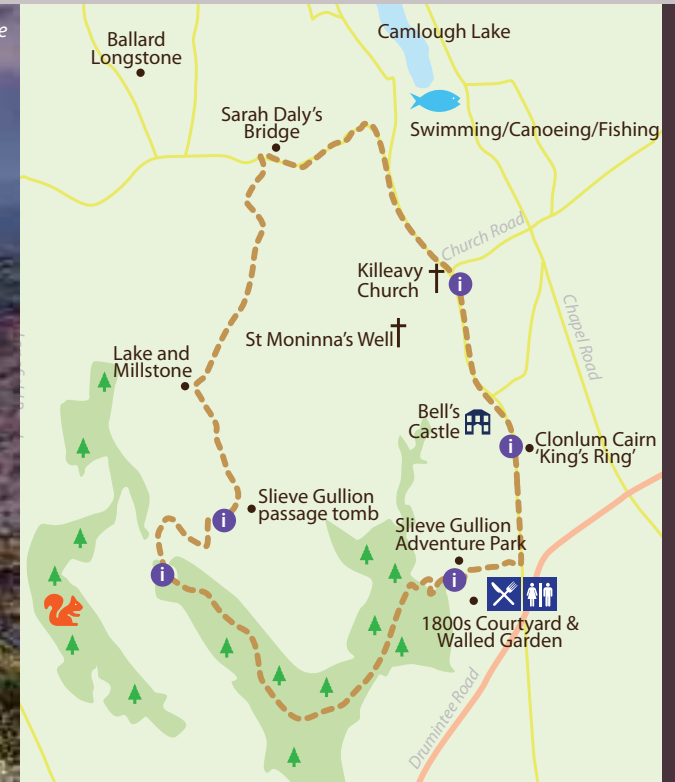 e
Ballard
Longstone
Camlough Lake
Sarah Daly's
Bridge
Swimming/Canoeing/Fishing
Church Road
Killeavy
Church
i
St Moninna's Well
Chapel Road
Lake and
Millstone
Bell's
Castle
i
Clonlum Cairn
'King's Ring'
Slieve Gullion
passage tomb
i
Slieve Gullion
Adventure Park
i
i
1800s Courtyard &
Walled Garden
Drumintee Road